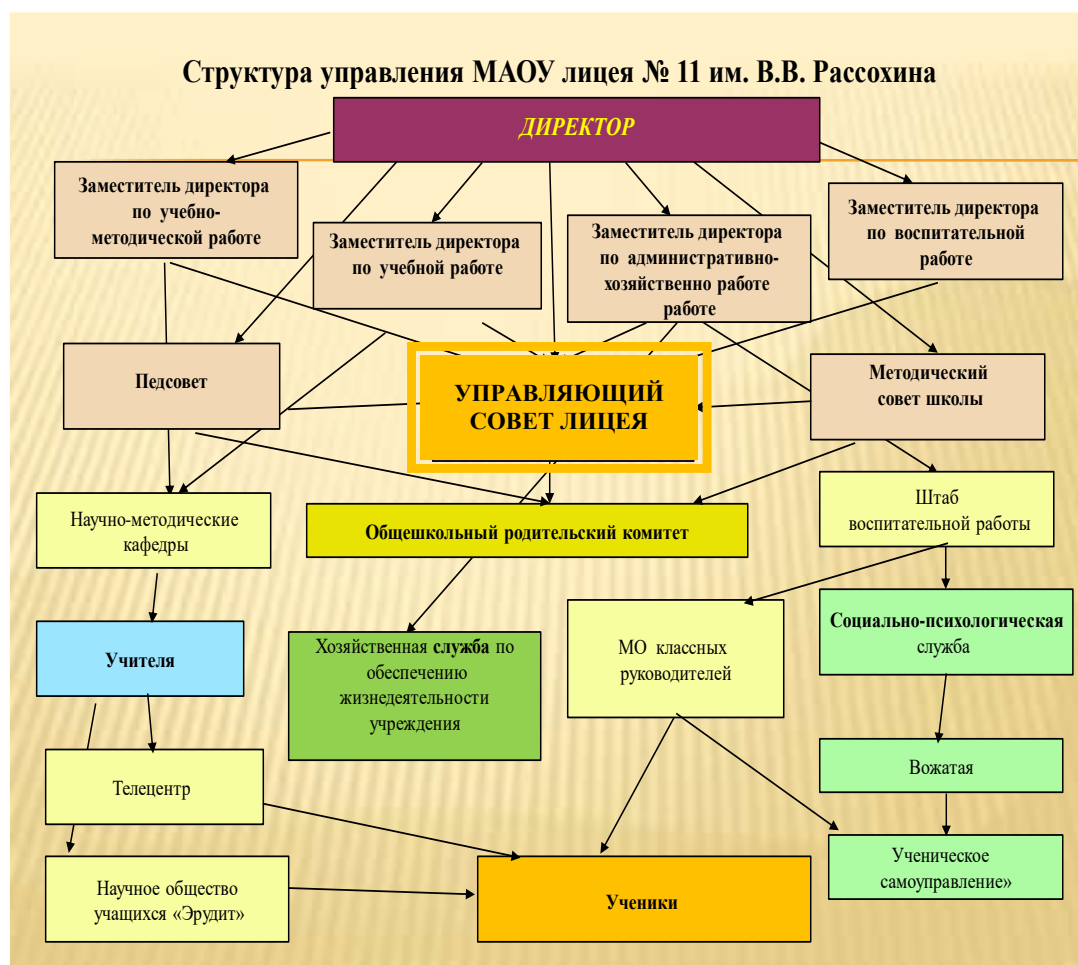 Структура управления МАОУ лицея № 11 им. В.В. Рассохина
ДИРЕКТОР
Заместитель директора
по учебно-
методической работе
Заместитель директора
по учебной работе
Заместитель директора
по административно-
хозяйственно работе
работе
Заместитель директора
по воспитательной
работе
Педсовет
УПРАВЛЯЮЩИЙ
СОВЕТ ЛИЦЕЯ
Методический
совет школы
Научно-методические
кафедры
Общешкольный родительский комитет
Штаб
воспитательной работы
Учителя
Хозяйственная служба по
обеспечению
жизнедеятельности
учреждения
МО классных
руководителей
Социально-психологическая
служба
Телецентр
Вожатая
Научное общество
учащихся «Эрудит»
Ученики
Ученическое
самоуправление»